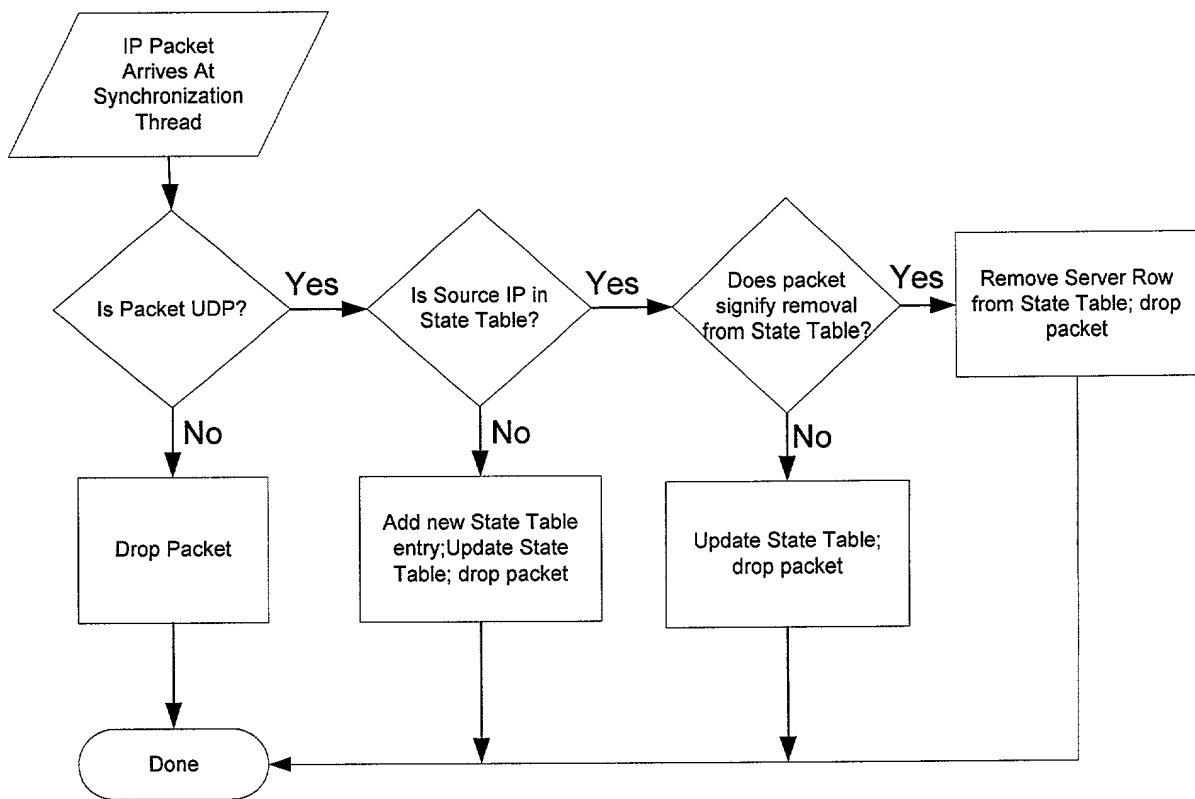 IP Packet
Arrives At
Synchronization
Thread
Is Packet UDP?
Yes
Is Source IP in
State Table?
Yes
Does packet
signify removal
from State Table?
Yes
Remove Server Row
from State Table; drop
packet
No
No
No
Drop Packet
Add new State Table
entry;Update State
Table; drop packet
Update State Table;
drop packet
Done